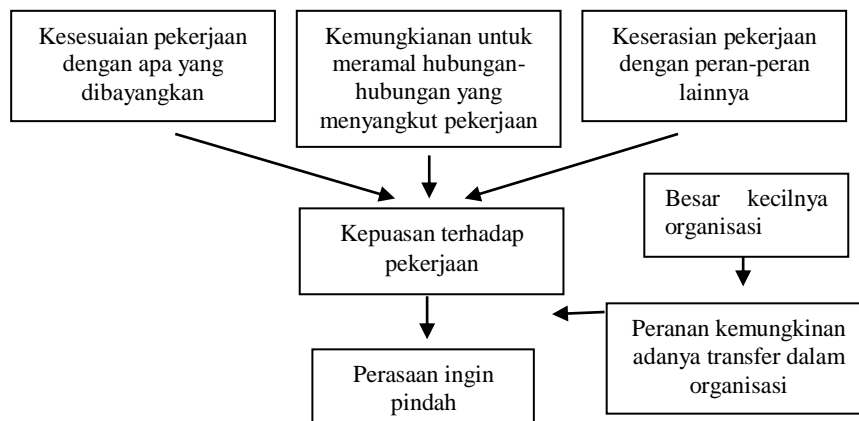 Kesesuaian pekerjaan
dengan apa yang
dibayangkan
Kemungkianan untuk
meramal hubungan-
hubungan yang
menyangkut pekerjaan
Keserasian pekerjaan
dengan peran-peran
lainnya
Besar kecilnya
organisasi
Kepuasan terhadap
pekerjaan
Peranan kemungkinan
adanya transfer dalam
organisasi
Perasaan ingin
pindah